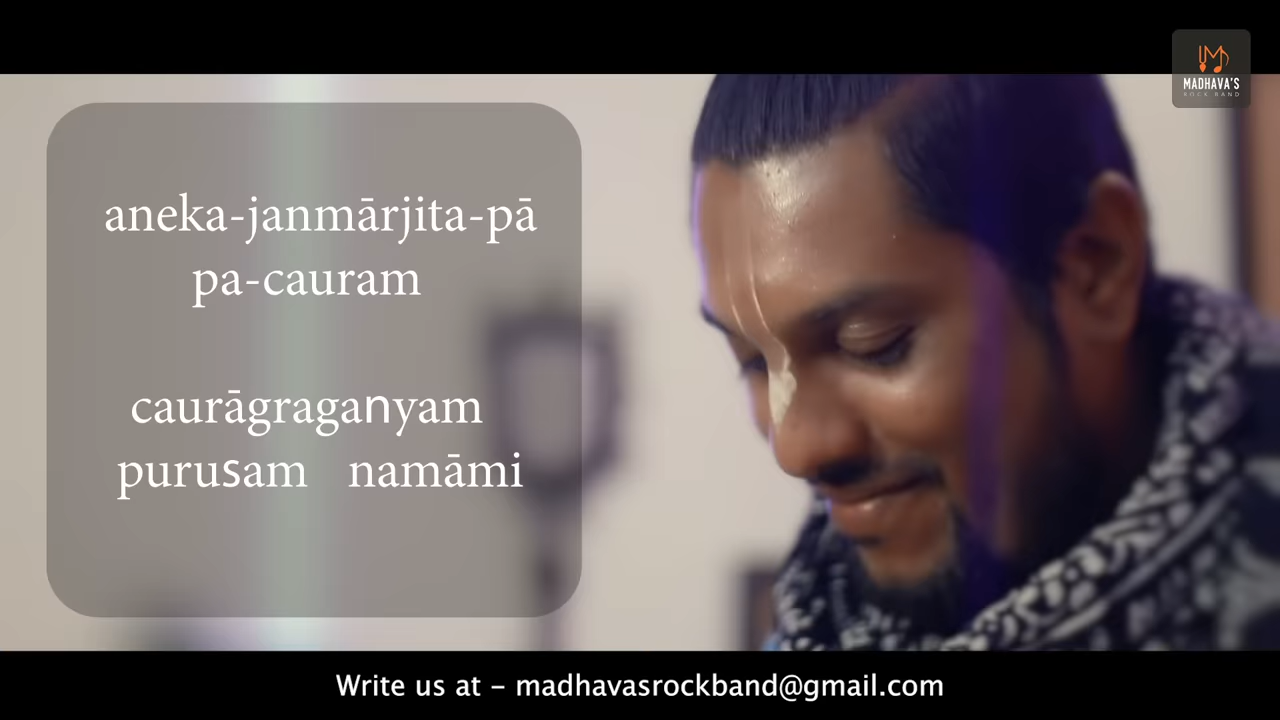 MADHAVA'S
ROCK BAND
aneka-janmārjita-pā
pa-cauram
caurāgraganyam
purusam namāmi
Write us at – madhavasrockband@gmail.com